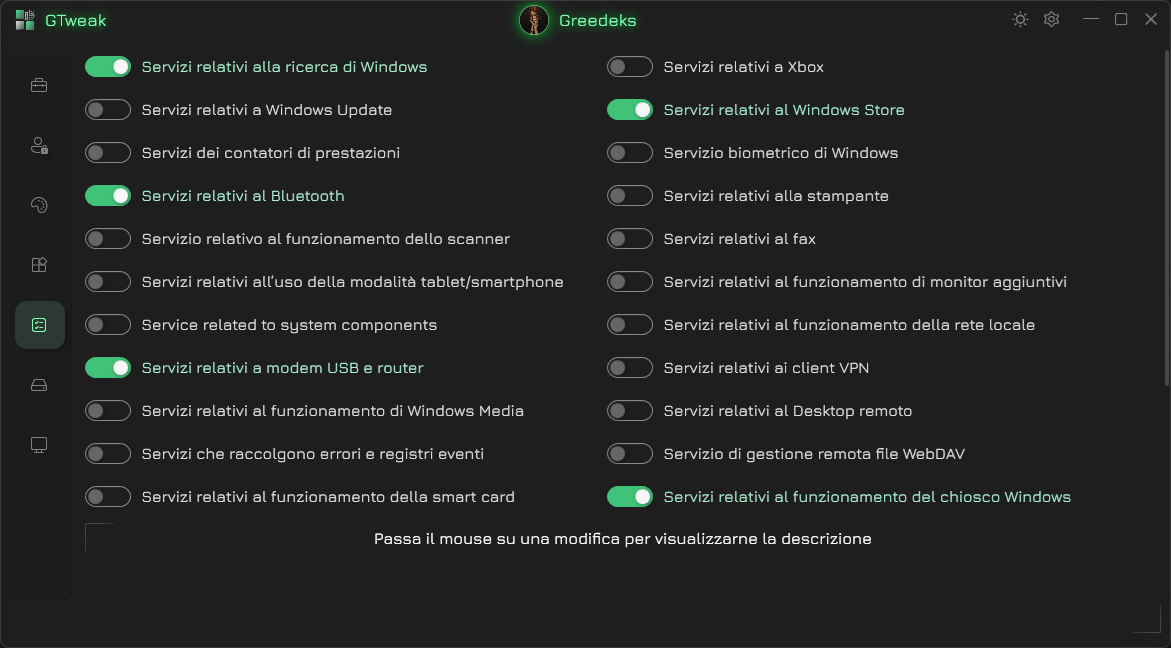 GTweak
Greedeks
Servizi relativi alla ricerca di Windows
Servizi relativi a Xbox
Servizi relativi a Windows Update
Servizi relativi al Windows Store
Servizi dei contatori di prestazioni
Servizio biometrico di Windows
Servizi relativi al Bluetooth
Servizi relativi alla stampante
Servizio relativo al funzionamento dello scanner
Servizi relativi al fax
Servizi relativi all'uso della modalità tablet/smartphone
Servizi relativi al funzionamento di monitor aggiuntivi
Service related to system components
Servizi relativi al funzionamento della rete locale
Servizi relativi a modem USB e router
Servizi relativi ai client VPN
Servizi relativi al funzionamento di Windows Media
Servizi relativi al Desktop remoto
Servizi che raccolgono errori e registri eventi
Servizio di gestione remota file WebDAV
Servizi relativi al funzionamento della smart card
Servizi relativi al funzionamento del chiosco Windows
Passa il mouse su una modifica per visualizzarne la descrizione